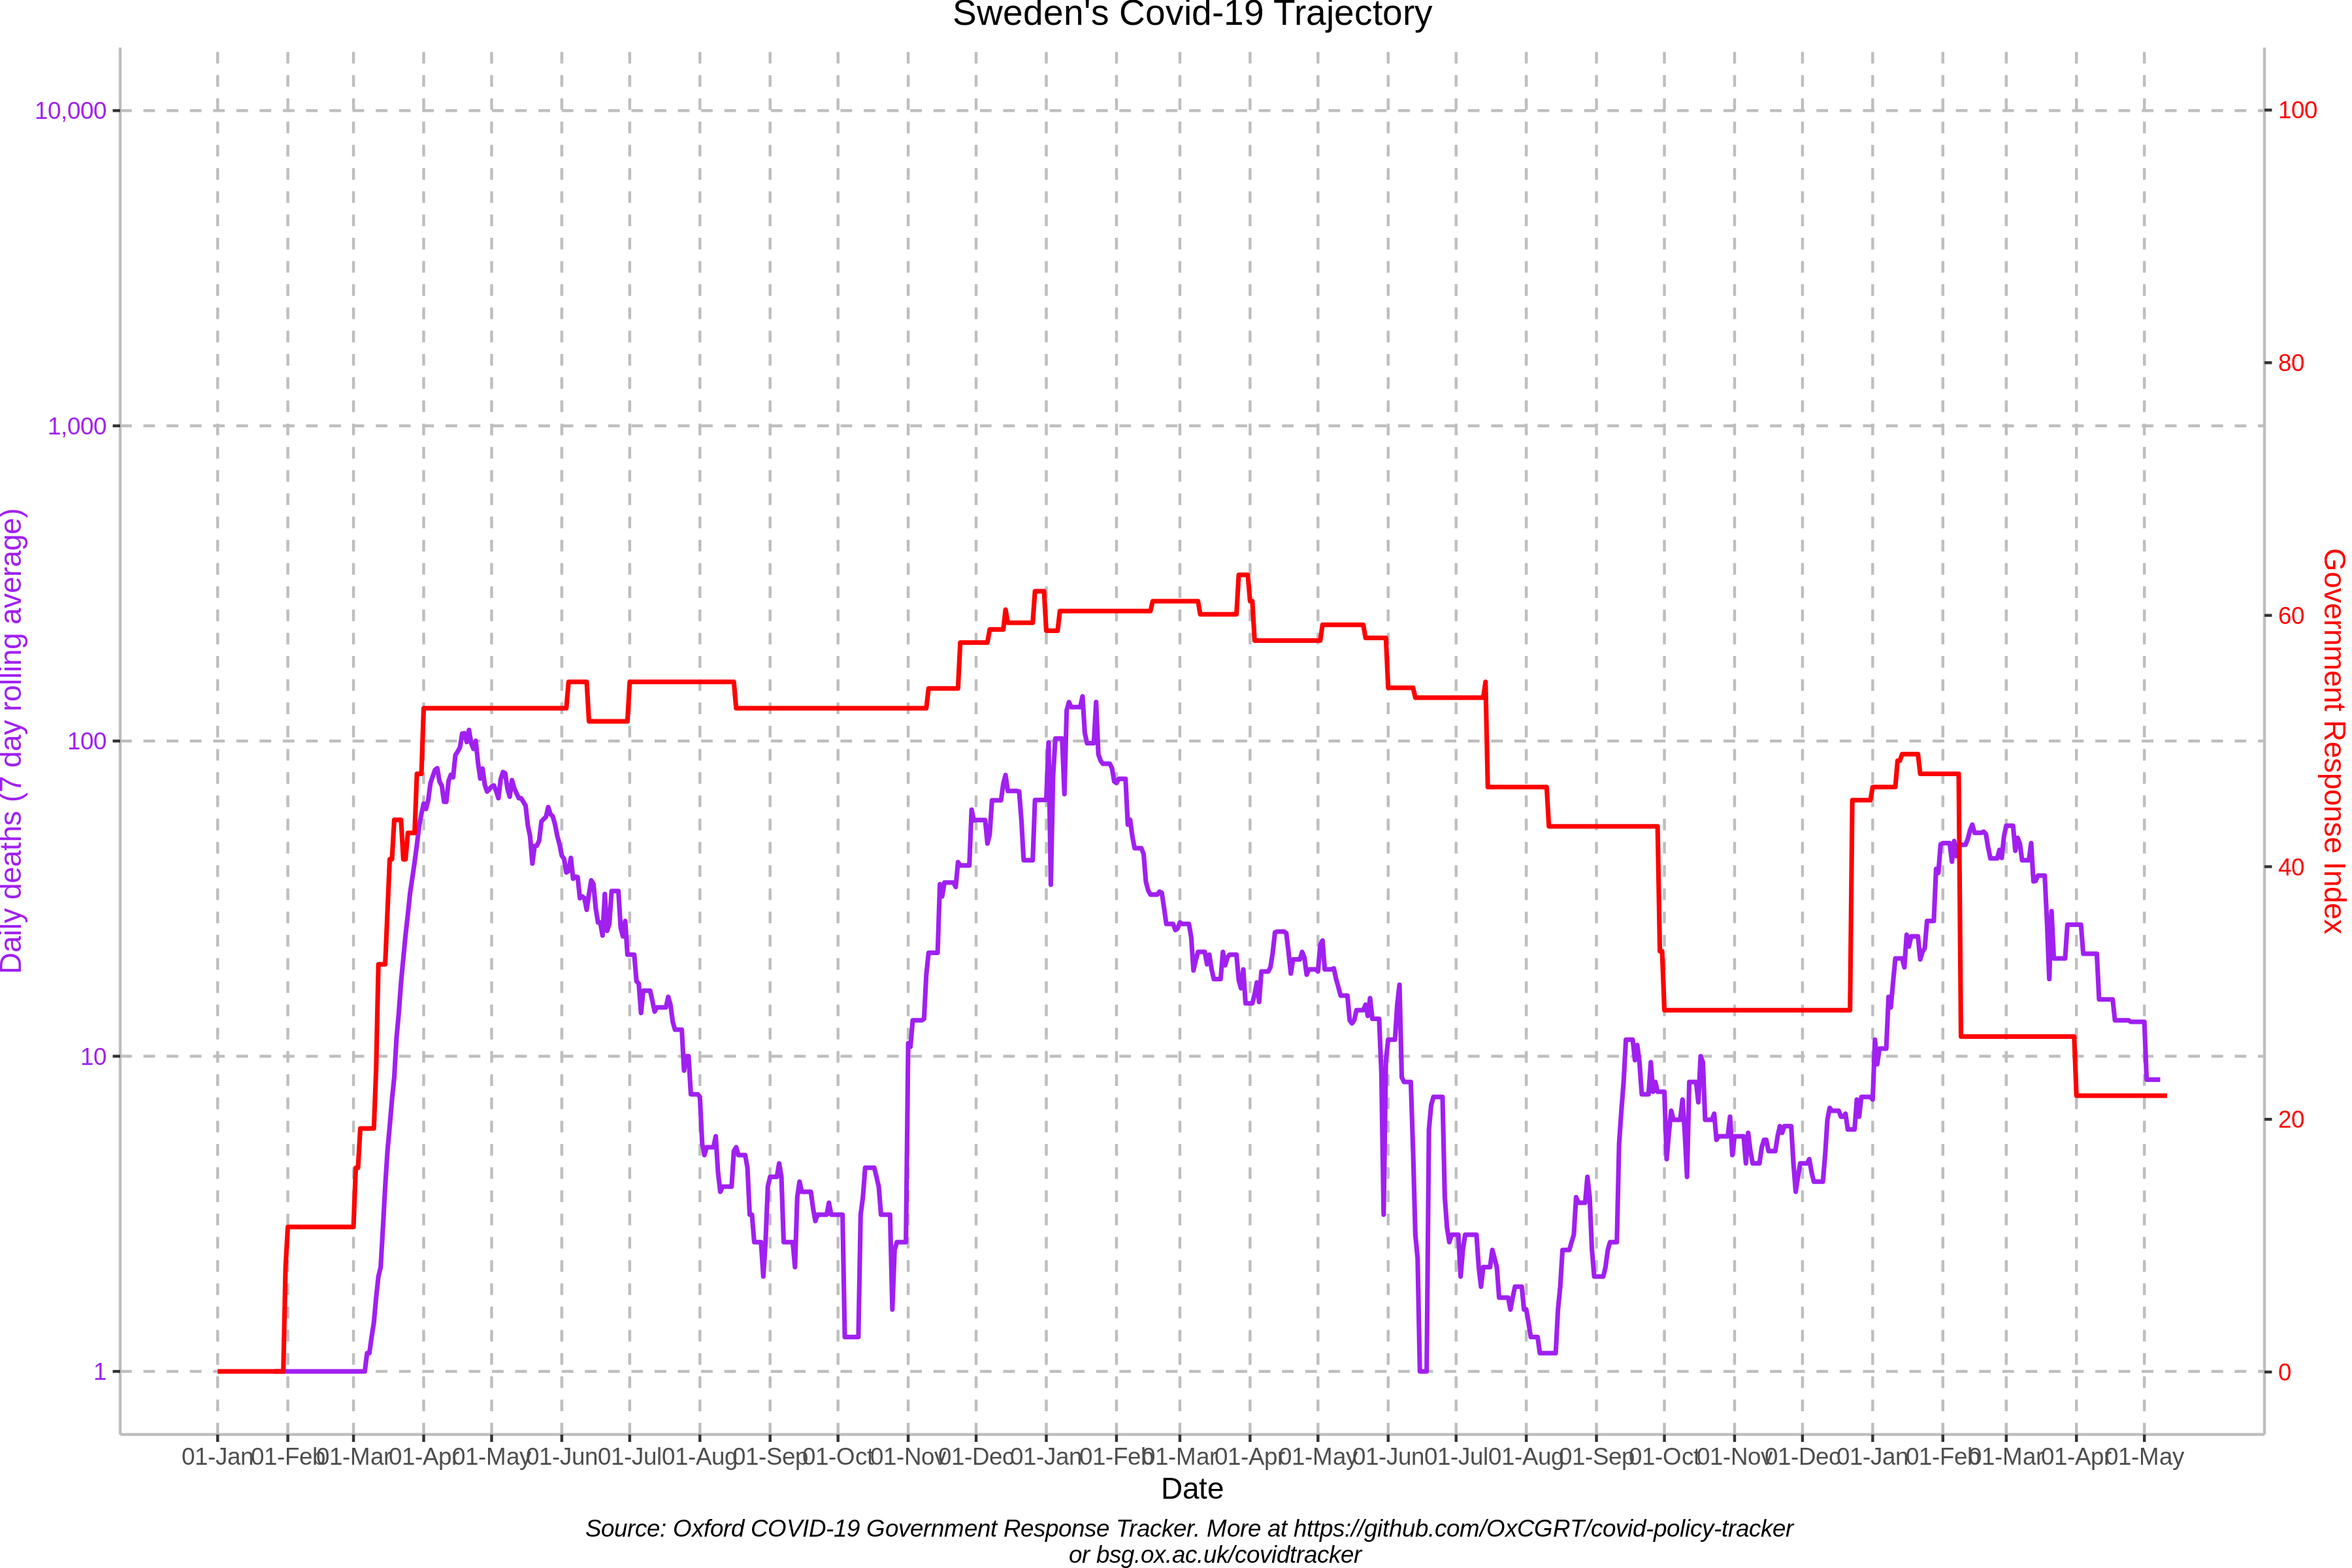 Sweden's Covid-19 Trajectory
10,000
1,000
100
10
1
Daily deaths (7 day rolling average)
100
80
60
40
20
0
Government Response Index
01-Jan 01-Feb 01-Mar 01-Apr 01-May 01-Jun 01-Jul 01-Aug 01-Sep 01-Oct 01-Nov 01-Dec 01-Jan 01-Feb 01-Mar 01-Apr 01-May 01-Jun 01-Jul 01-Aug 01-Sep 01-Oct 01-Nov 01-Dec 01-Jan 01-Feb 01-Mar 01-Apr 01-May
Date
Source: Oxford COVID-19 Government Response Tracker. More at https://github.com/OxCGRT/covid-policy-tracker
or bsg.ox.ac.uk/covidtracker